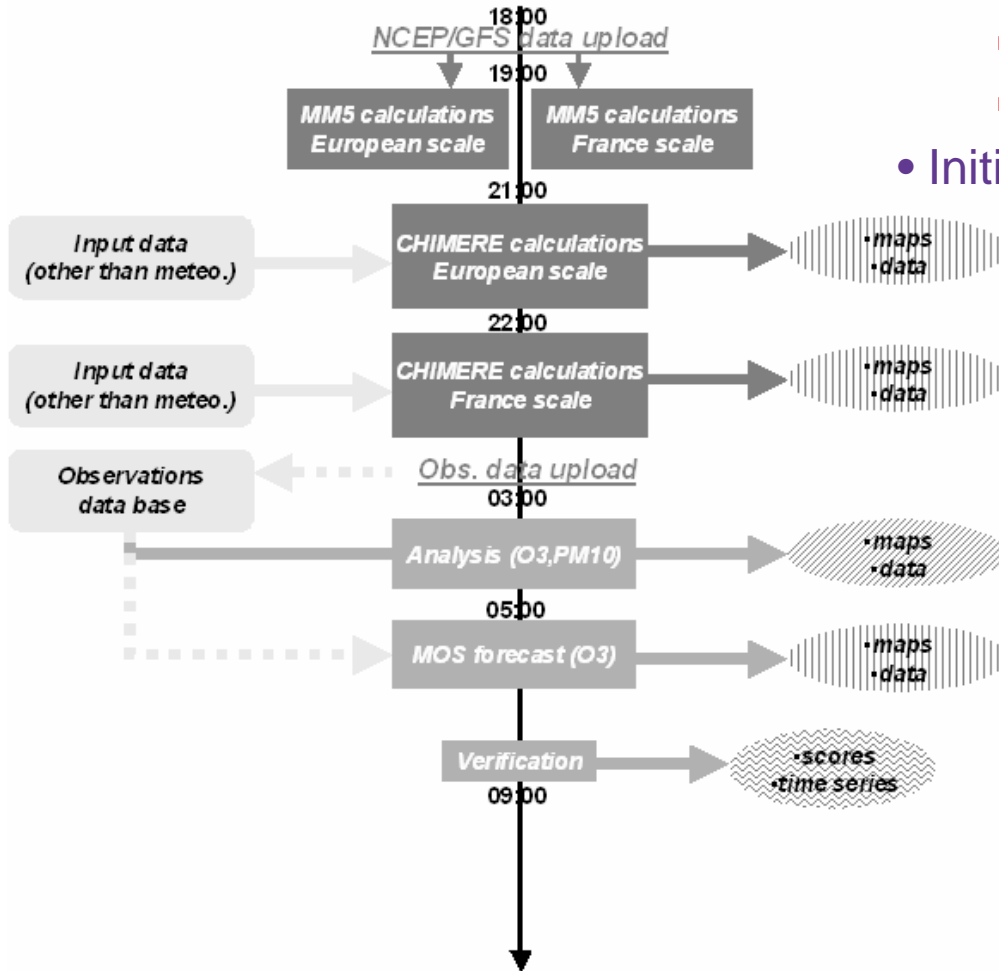 18:00
NCEP/GFS data upload
19:00
MM5 calculations
European scale
MM5 calculations
France scale
• Initi
21:00
Input data
(other than meteo.)
CHIMERE calculations
European scale
▪maps
▪data
22:00
Input data
(other than meteo.)
CHIMERE calculations
France scale
▪maps
▪data
Observations
data base
Obs. data upload
03:00
Analysis (O3,PM10)
▪maps
▪data
05:00
MOS forecast (O3)
▪maps
▪data
Verification
▪scores
▪time series
09:00